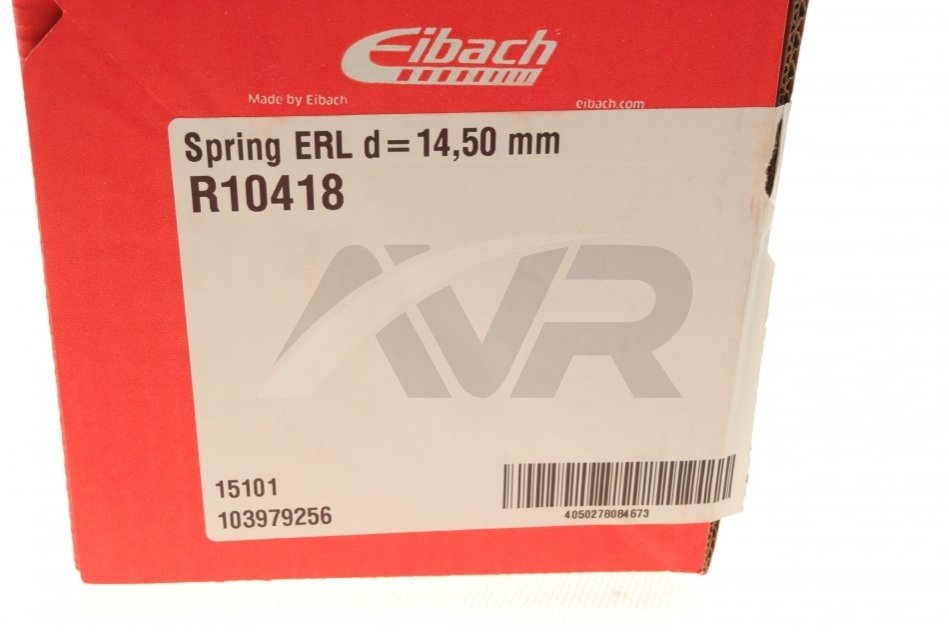 Eibach
Made by Eibach
eibach.com
Spring ERL d=14,50 mm
R10418
AVR
15101
103979256
4050278084673